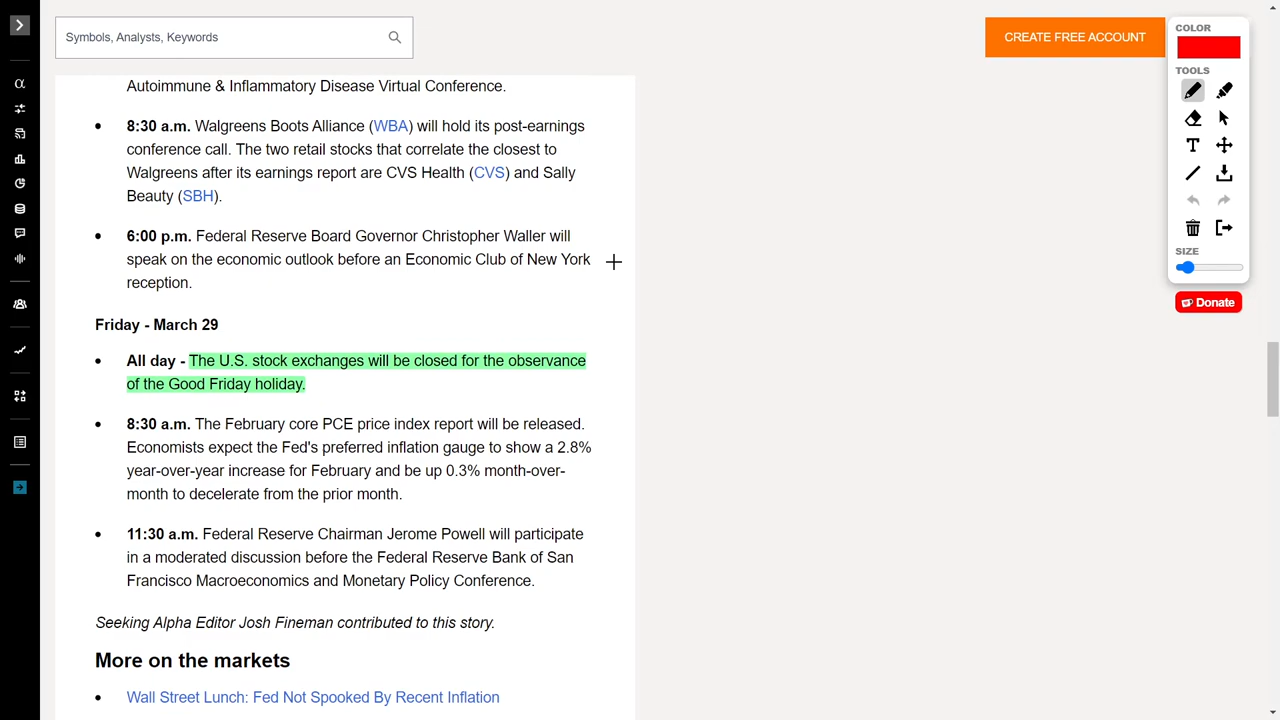 Symbols, Analysts, Keywords
CREATE FREE ACCOUNT
COLOR
TOOLS
T
SIZE
Donate
α
Autoimmune & Inflammatory Disease Virtual Conference.
• 8:30 a.m. Walgreens Boots Alliance (WBA) will hold its post-earnings
conference call. The two retail stocks that correlate the closest to
Walgreens after its earnings report are CVS Health (CVS) and Sally
Beauty (SBH).
• 6:00 p.m. Federal Reserve Board Governor Christopher Waller will
speak on the economic outlook before an Economic Club of New York
reception.
Friday - March 29
• All day - The U.S. stock exchanges will be closed for the observance
of the Good Friday holiday.
• 8:30 a.m. The February core PCE price index report will be released.
Economists expect the Fed's preferred inflation gauge to show a 2.8%
year-over-year increase for February and be up 0.3% month-over-
month to decelerate from the prior month.
• 11:30 a.m. Federal Reserve Chairman Jerome Powell will participate
in a moderated discussion before the Federal Reserve Bank of San
Francisco Macroeconomics and Monetary Policy Conference.
Seeking Alpha Editor Josh Fineman contributed to this story.
More on the markets
• Wall Street Lunch: Fed Not Spooked By Recent Inflation